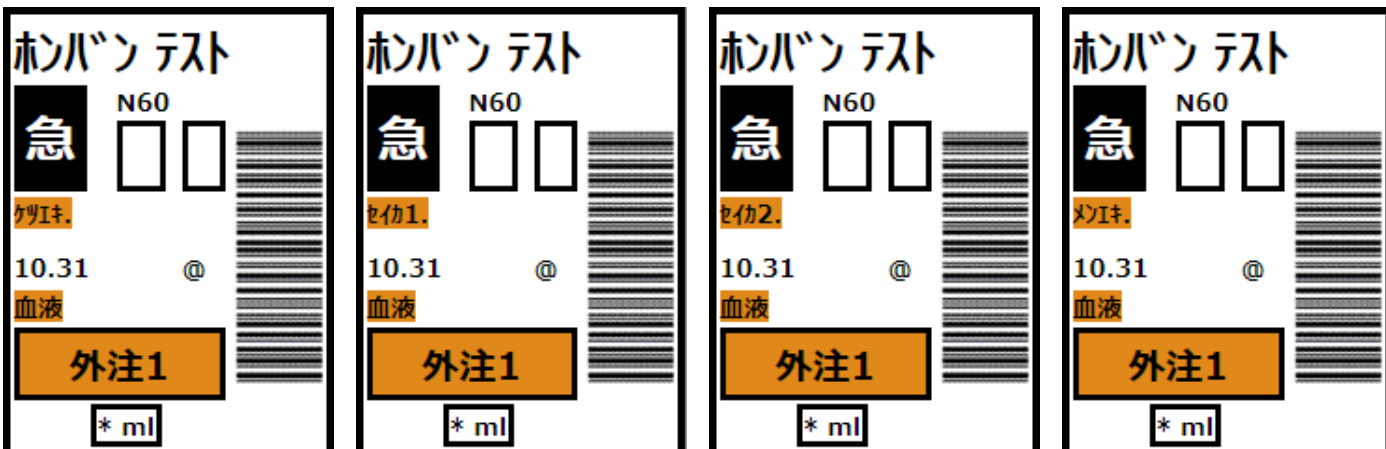 ﾎﾝﾊﾞﾝ ﾃｽﾄ
急
N60
ｹﾂｴｷ.
10.31 @
血液
外注1
* ml
ﾎﾝﾊﾞﾝ ﾃｽﾄ
急
N60
ｾｲｶ1.
10.31 @
血液
外注1
* ml
ﾎﾝﾊﾞﾝ ﾃｽﾄ
急
N60
ｾｲｶ2.
10.31 @
血液
外注1
* ml
ﾎﾝﾊﾞﾝ ﾃｽﾄ
急
N60
ﾒﾝｴｷ.
10.31 @
血液
外注1
* ml